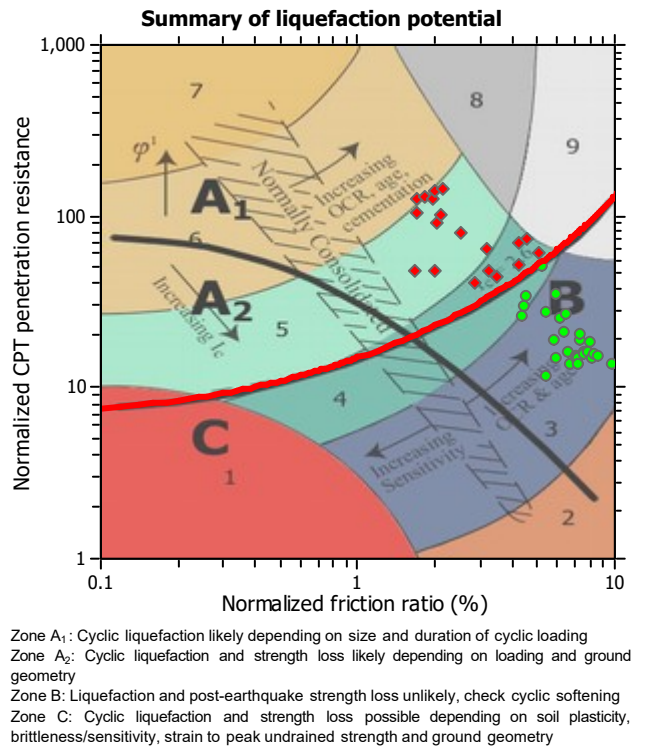 Summary of liquefaction potential
Normalized CPT penetration resistance
1,000
100
10
1
7
8
9
φ'
A1
Increasing
OCR, age,
cementation
Normally Consolidated
6
A2
Increasing Ic
5
B
4
Increasing
OCR & age
3
C
1
Increasing
Sensitivity
2
0.1
1
10
Normalized friction ratio (%)
Zone A1: Cyclic liquefaction likely depending on size and duration of cyclic loading
Zone A2: Cyclic liquefaction and strength loss likely depending on loading and ground
geometry
Zone B: Liquefaction and post-earthquake strength loss unlikely, check cyclic softening
Zone C: Cyclic liquefaction and strength loss possible depending on soil plasticity,
brittleness/sensitivity, strain to peak undrained strength and ground geometry